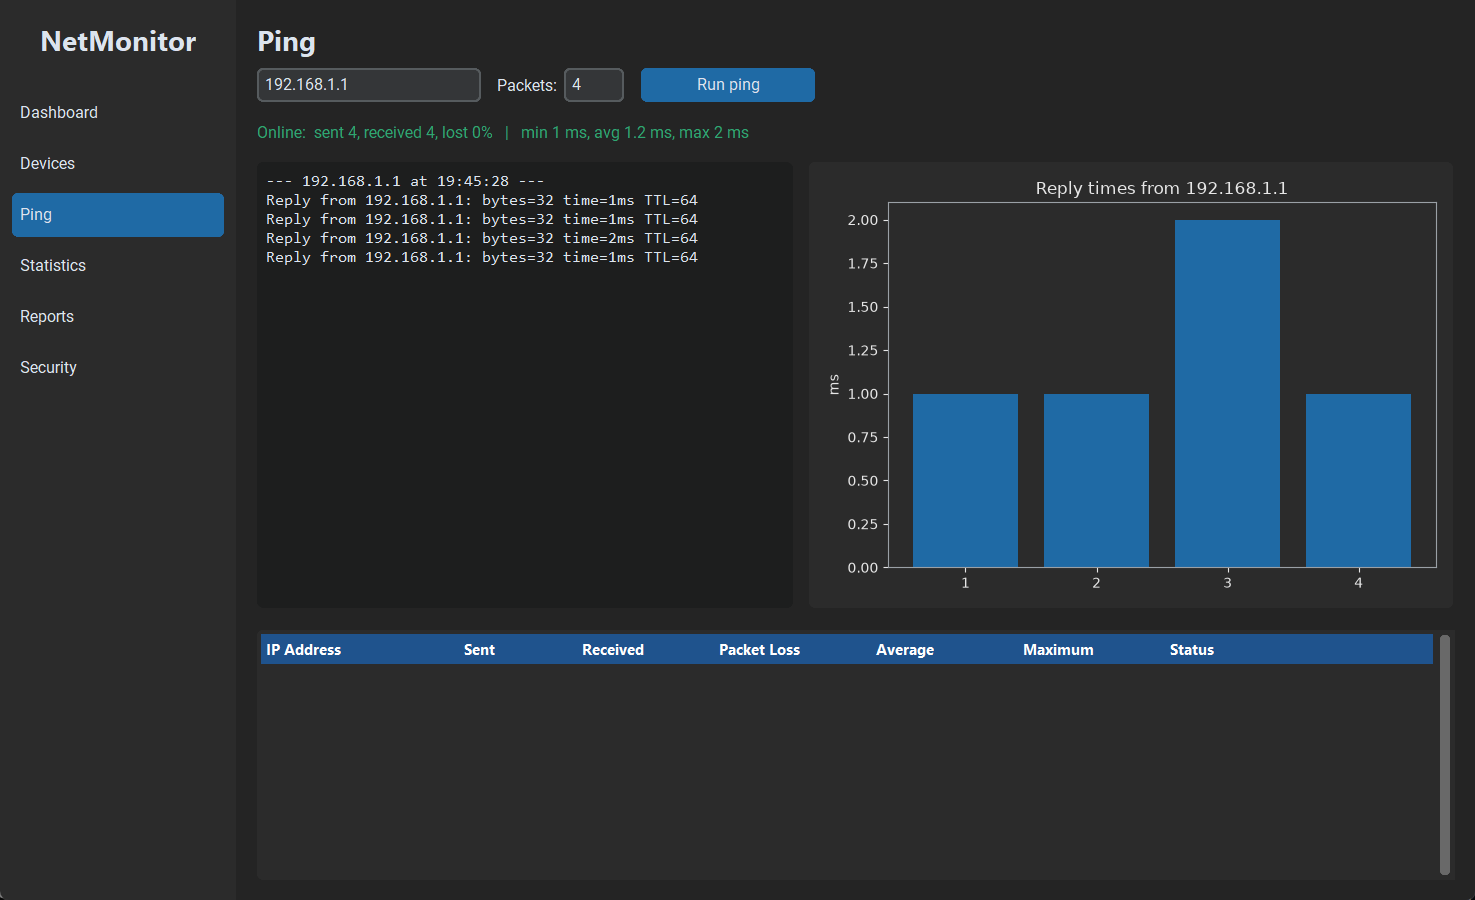 NetMonitor
Dashboard
Devices
Ping
Statistics
Reports
Security
Ping
192.168.1.1 Packets: 4 Run ping
Online: sent 4, received 4, lost 0% | min 1 ms, avg 1.2 ms, max 2 ms
--- 192.168.1.1 at 19:45:28 ---
Reply from 192.168.1.1: bytes=32 time=1ms TTL=64
Reply from 192.168.1.1: bytes=32 time=1ms TTL=64
Reply from 192.168.1.1: bytes=32 time=2ms TTL=64
Reply from 192.168.1.1: bytes=32 time=1ms TTL=64
Reply times from 192.168.1.1
ms
2.00
1.75
1.50
1.25
1.00
0.75
0.50
0.25
0.00
1 2 3 4
IP Address Sent Received Packet Loss Average Maximum Status